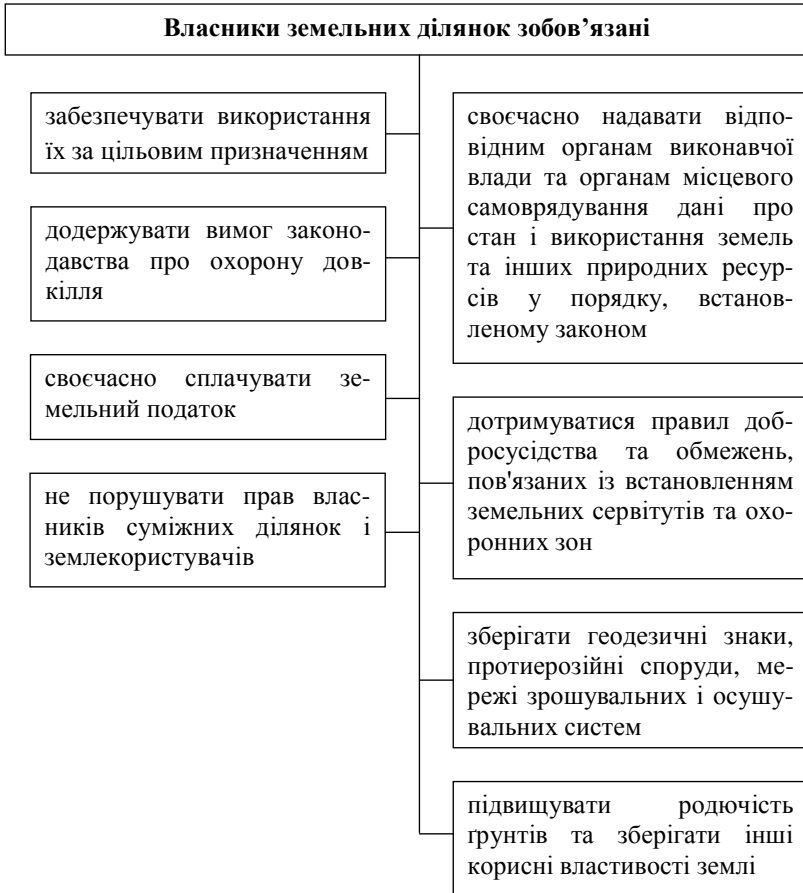 Власники земельних ділянок зобов’язані
забезпечувати використання
їх за цільовим призначенням
додержувати вимог законо-
давства про охорону дов-
кілля
своєчасно сплачувати зе-
мельний податок
не порушувати прав влас-
ників суміжних ділянок і
землекористувачів
своєчасно надавати відпо-
відним органам виконавчої
влади та органам місцевого
самоврядування дані про
стан і використання земель
та інших природних ресур-
сів у порядку, встанов-
леному законом
дотримуватися правил доб-
росусідства та обмежень,
пов'язаних із встановленням
земельних сервітутів та охо-
ронних зон
зберігати геодезичні знаки,
протиерозійні споруди, ме-
режі зрошувальних і осушу-
вальних систем
підвищувати родючість
ґрунтів та зберігати інші
корисні властивості землі